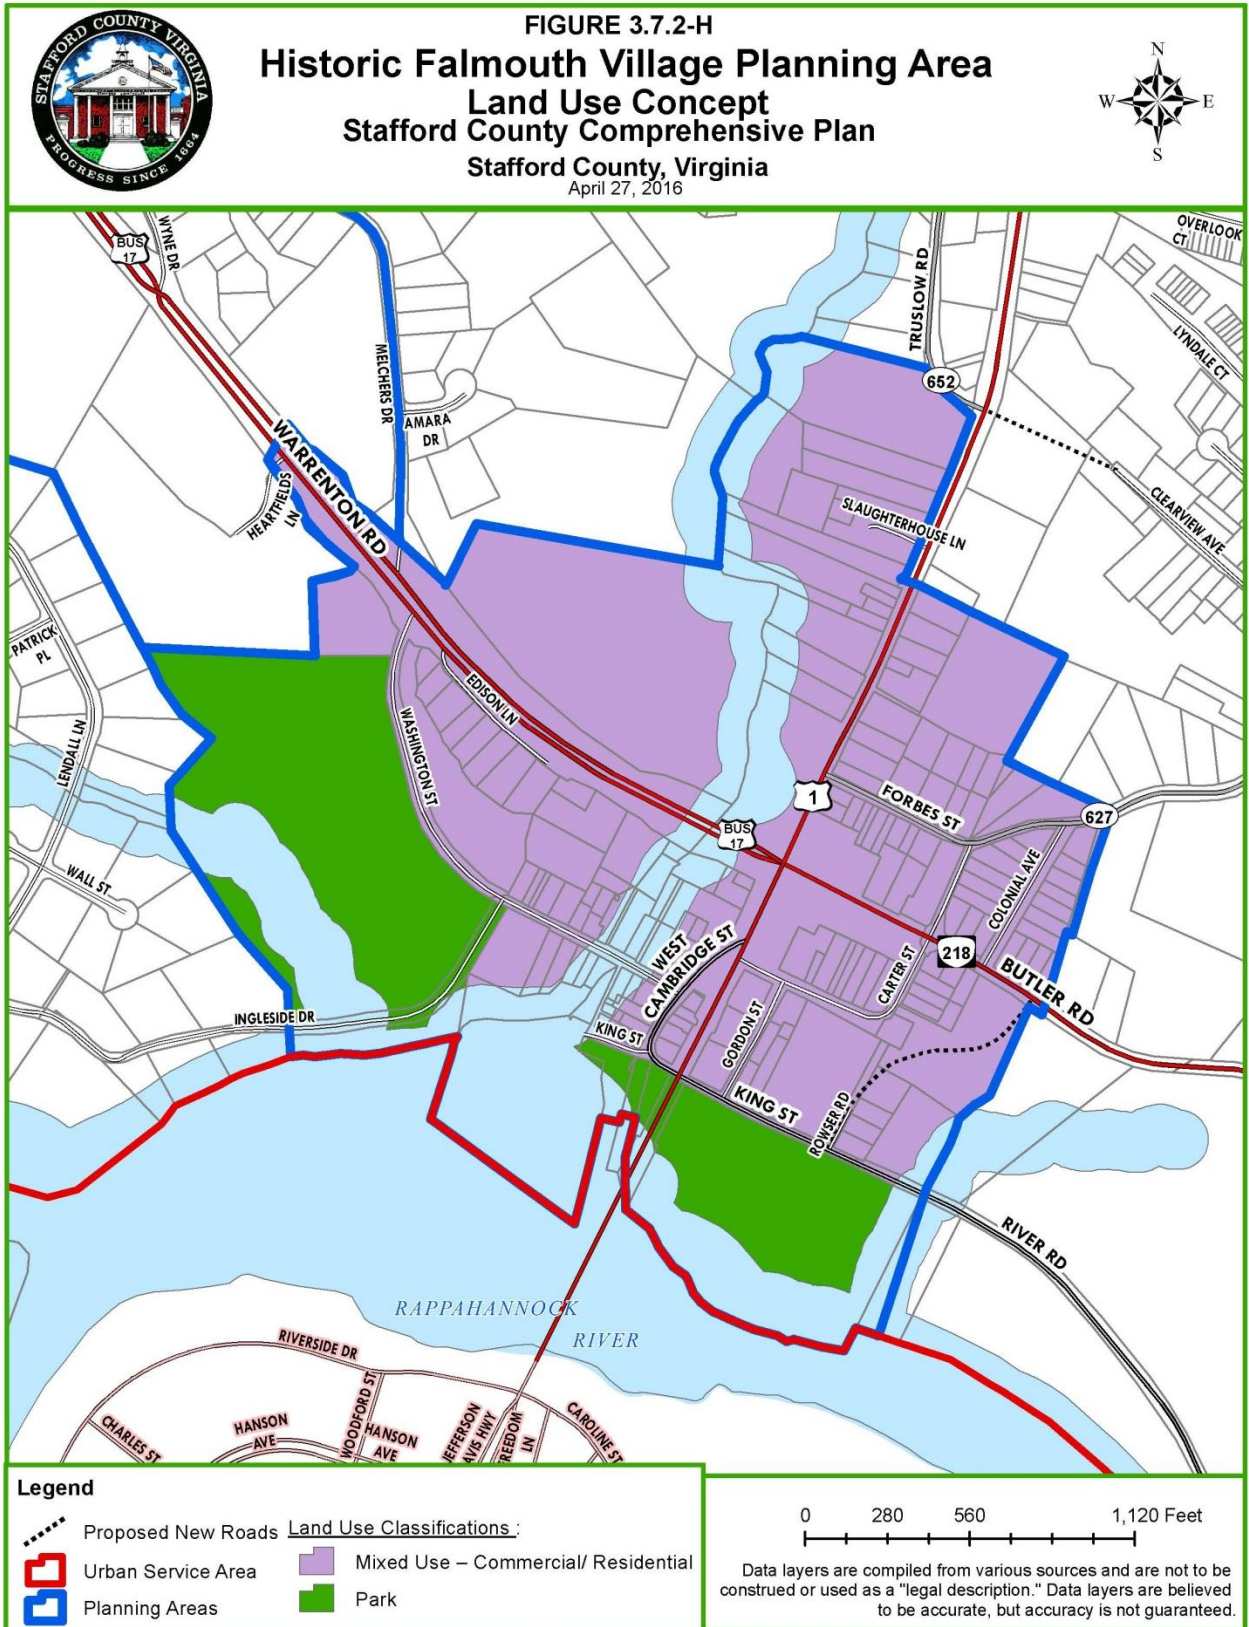 STAFFORD COUNTY VIRGINIA
PROGRESS SINCE 1664
FIGURE 3.7.2-H
Historic Falmouth Village Planning Area
Land Use Concept
Stafford County Comprehensive Plan
Stafford County, Virginia
April 27, 2016
N
W E
S
BUS
17
WYNE DR
MELCHERS DR
AMARA
DR
TRUSLOW RD
652
OVERLOOK
CT
LYNDALE CT
CLEARVIEW AVE
WARRENTON RD
HEARTFIELDS
LN
SLAUGHTERHOUSE LN
PATRICK
PL
LENDALL LN
WALL ST
WASHINGTON ST
EDISON LN
1
BUS
17
FORBES ST
627
COLONIAL AVE
218
BUTLER RD
CARTER ST
WEST
CAMBRIDGE ST
GORDON ST
KING ST
KING ST
ROWSER RD
INGLESIDE DR
RIVER RD
RAPPAHANNOCK
RIVER
RIVERSIDE DR
CHARLES ST
HANSON
AVE
WOODFORD ST
HANSON
AVE
JEFFERSON
AVIS HWY
FREEDOM
LN
CAROLINE ST
Legend
Proposed New Roads
Urban Service Area
Planning Areas
Land Use Classifications :
Mixed Use – Commercial/ Residential
Park
0 280 560 1,120 Feet
Data layers are compiled from various sources and are not to be
construed or used as a "legal description." Data layers are believed
to be accurate, but accuracy is not guaranteed.